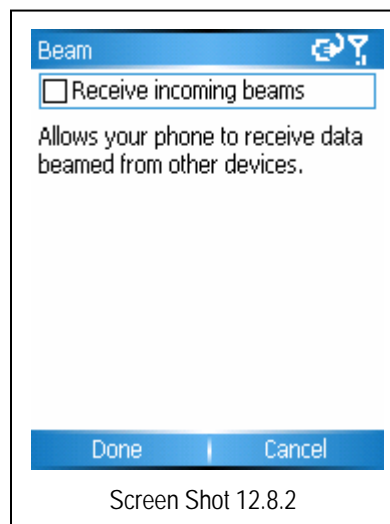 Beam
Receive incoming beams
Allows your phone to receive data
beamed from other devices.
Done Cancel
Screen Shot 12.8.2